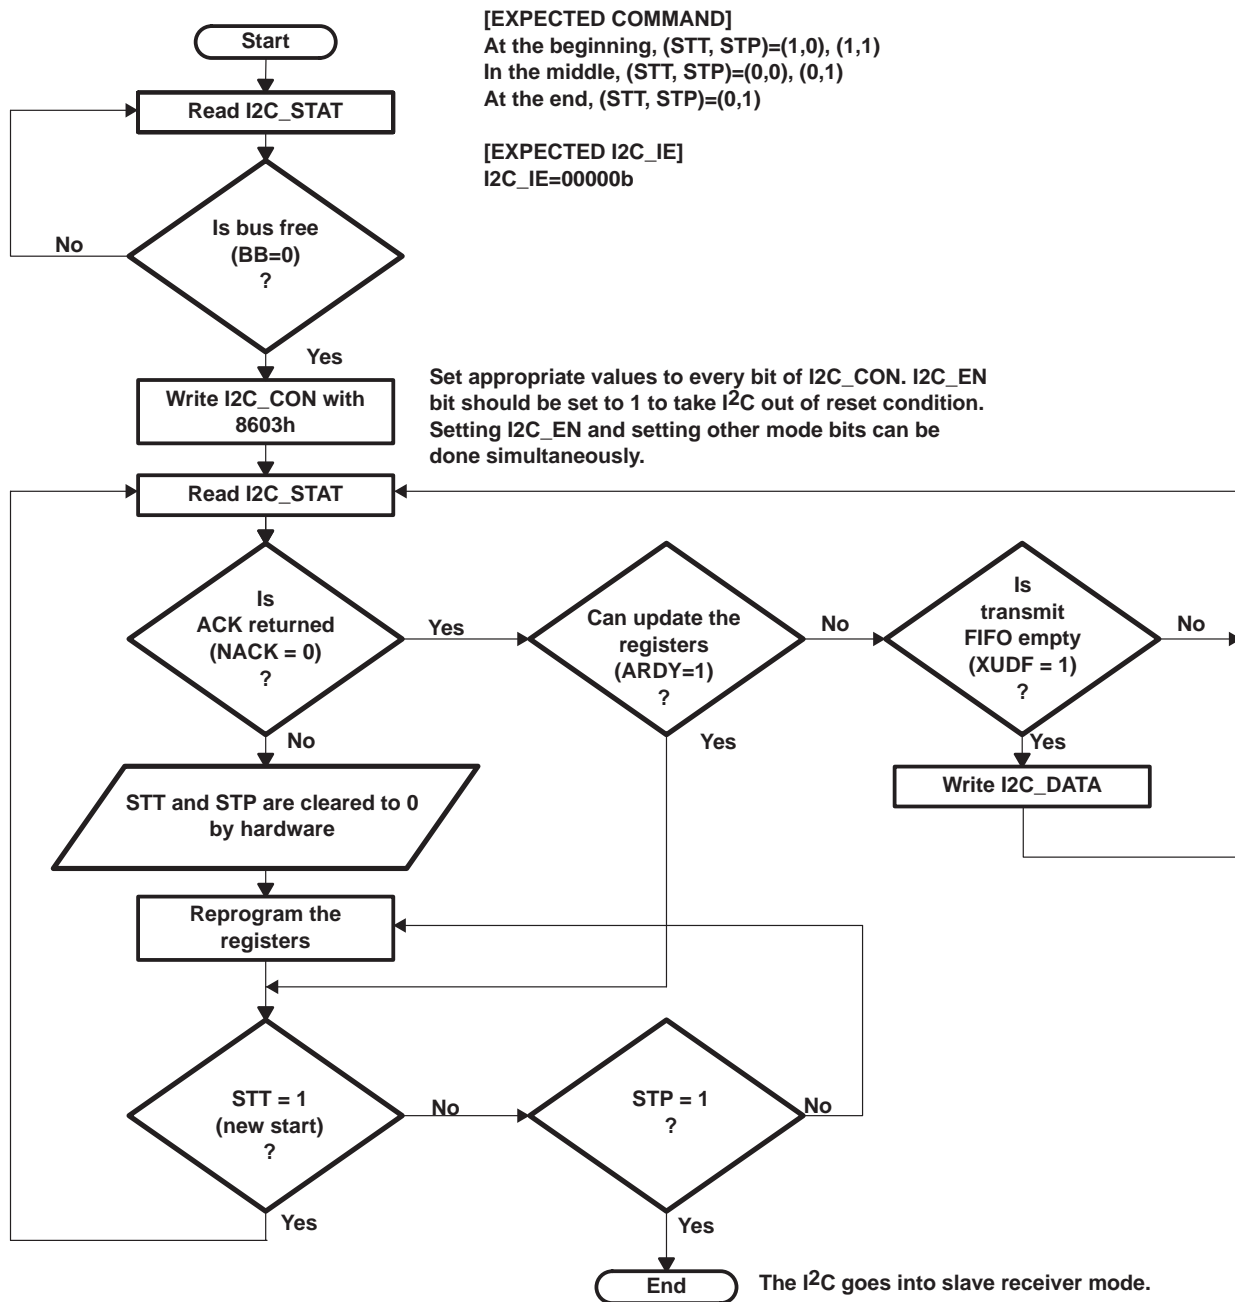 [EXPECTED COMMAND]
At the beginning, (STT, STP)=(1,0), (1,1)
In the middle, (STT, STP)=(0,0), (0,1)
At the end, (STT, STP)=(0,1)
[EXPECTED I2C_IE]
I2C_IE=00000b
Start
Read I2C_STAT
Is bus free
(BB=0)
?
No
Yes
Write I2C_CON with
8603h
Set appropriate values to every bit of I2C_CON. I2C_EN
bit should be set to 1 to take I2C out of reset condition.
Setting I2C_EN and setting other mode bits can be
done simultaneously.
Read I2C_STAT
Is
ACK returned
(NACK = 0)
?
Yes
No
Can update the
registers
(ARDY=1)
?
No
Yes
Is
transmit
FIFO empty
(XUDF = 1)
?
No
Yes
Write I2C_DATA
STT and STP are cleared to 0
by hardware
Reprogram the
registers
STT = 1
(new start)
?
No
Yes
STP = 1
?
No
Yes
End
The I2C goes into slave receiver mode.